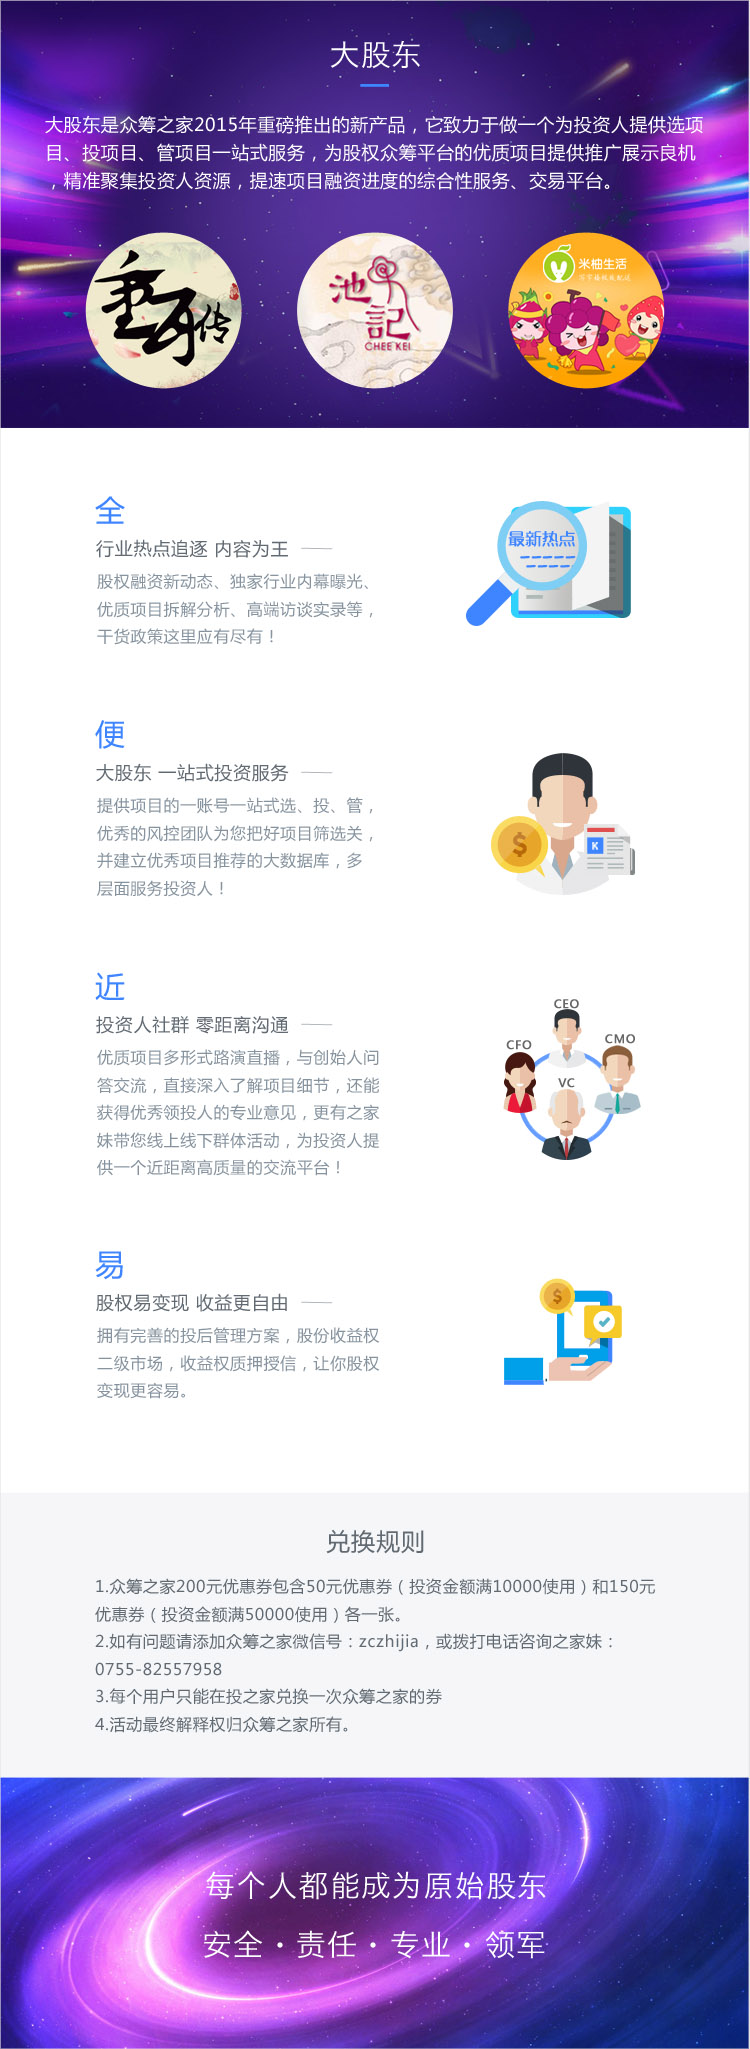 大股东
大股东是众筹之家2015年重磅推出的新产品，它致力于做一个为投资人提供选项
目、投项目、管项目一站式服务，为股权众筹平台的优质项目提供推广展示良机
，精准聚集投资人资源，提速项目融资进度的综合性服务、交易平台。
传
池記
CHEE KEI
米柚生活
全
行业热点追逐 内容为王
股权融资新动态、独家行业内幕曝光、
优质项目拆解分析、高端访谈实录等，
干货政策这里应有尽有！
最新热点
便
大股东 一站式投资服务
提供项目的一账号一站式选、投、管，
优秀的风控团队为您把好项目筛选关，
并建立优秀项目推荐的大数据库，多
层面服务投资人！
$
K
近
投资人社群 零距离沟通
优质项目多形式路演直播，与创始人问
答交流，直接深入了解项目细节，还能
获得优秀领投人的专业意见，更有之家
妹带您线上线下群体活动，为投资人提
供一个近距离高质量的交流平台！
CEO
CFO
CMO
VC
易
股权易变现 收益更自由
拥有完善的投后管理方案，股份收益权
二级市场，收益权质押授信，让你股权
变现更容易。
$
兑换规则
1.众筹之家200元优惠券包含50元优惠券（投资金额满10000使用）和150元
优惠券（投资金额满50000使用）各一张。
2.如有问题请添加众筹之家微信号：zczhijia，或拨打电话咨询之家妹：
0755-82557958
3.每个用户只能在投之家兑换一次众筹之家的券
4.活动最终解释权归众筹之家所有。
每个人都能成为原始股东
安全·责任·专业·领军